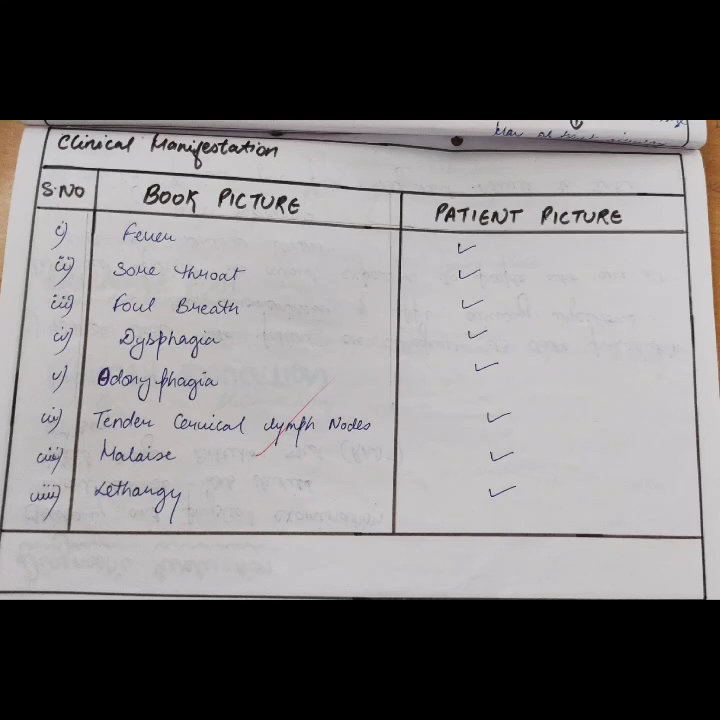 Clinical Manifestation
S.NO BOOK PICTURE PATIENT PICTURE
i) Fever ✓
ii) Sore throat ✓
iii) Foul Breath ✓
iv) Dysphagia ✓
v) Odonyphagia ✓
vi) Tender Cervical Lymph Nodes ✓
vii) Malaise ✓
viii) Lethargy ✓